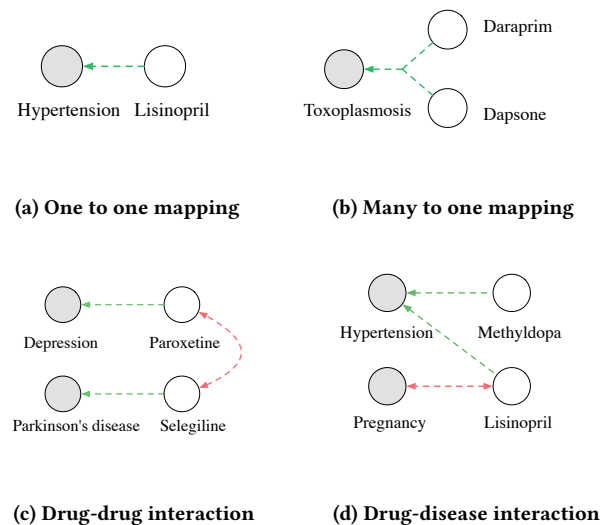 Hypertension Lisinopril
(a) One to one mapping
Daraprim
Toxoplasmosis
Dapsone
(b) Many to one mapping
Depression Paroxetine
Parkinson's disease Selegiline
(c) Drug-drug interaction
Hypertension Methyldopa
Pregnancy Lisinopril
(d) Drug-disease interaction